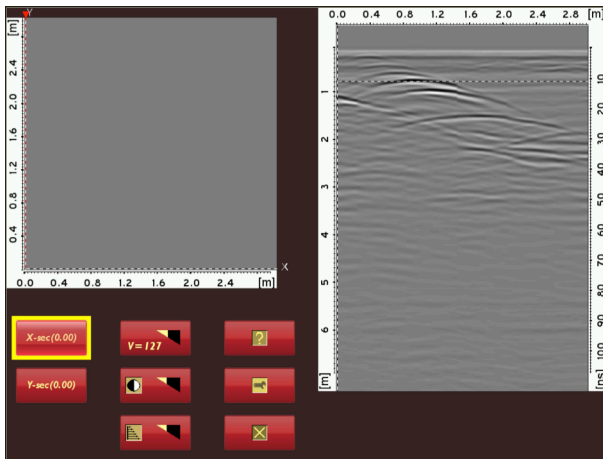 Y
[m]
2.4
2.0
1.6
1.2
0.8
0.4
X
0.0 0.4 0.8 1.2 1.6 2.0 2.4 [m]
0.0 0.4 0.8 1.2 1.6 2.0 2.4 2.8 [m]
1
2
3
4
5
6
[m]
10
20
30
40
50
60
70
80
90
100
[ns]
X-sec(0.00)
V=127
?
Y-sec(0.00)